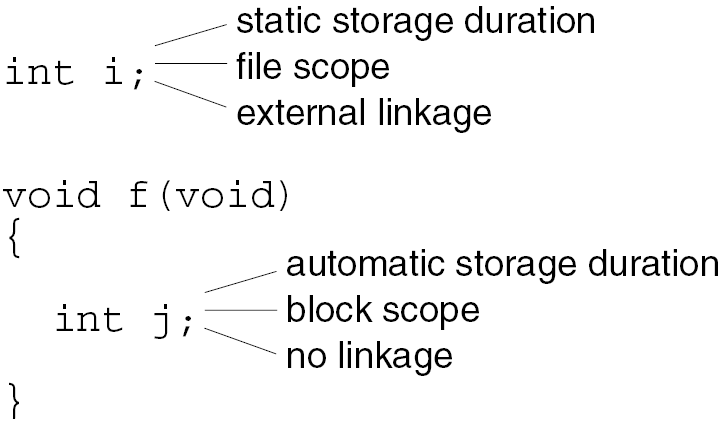 static storage duration
int i; file scope
external linkage
void f(void)
{
automatic storage duration
int j; block scope
no linkage
}